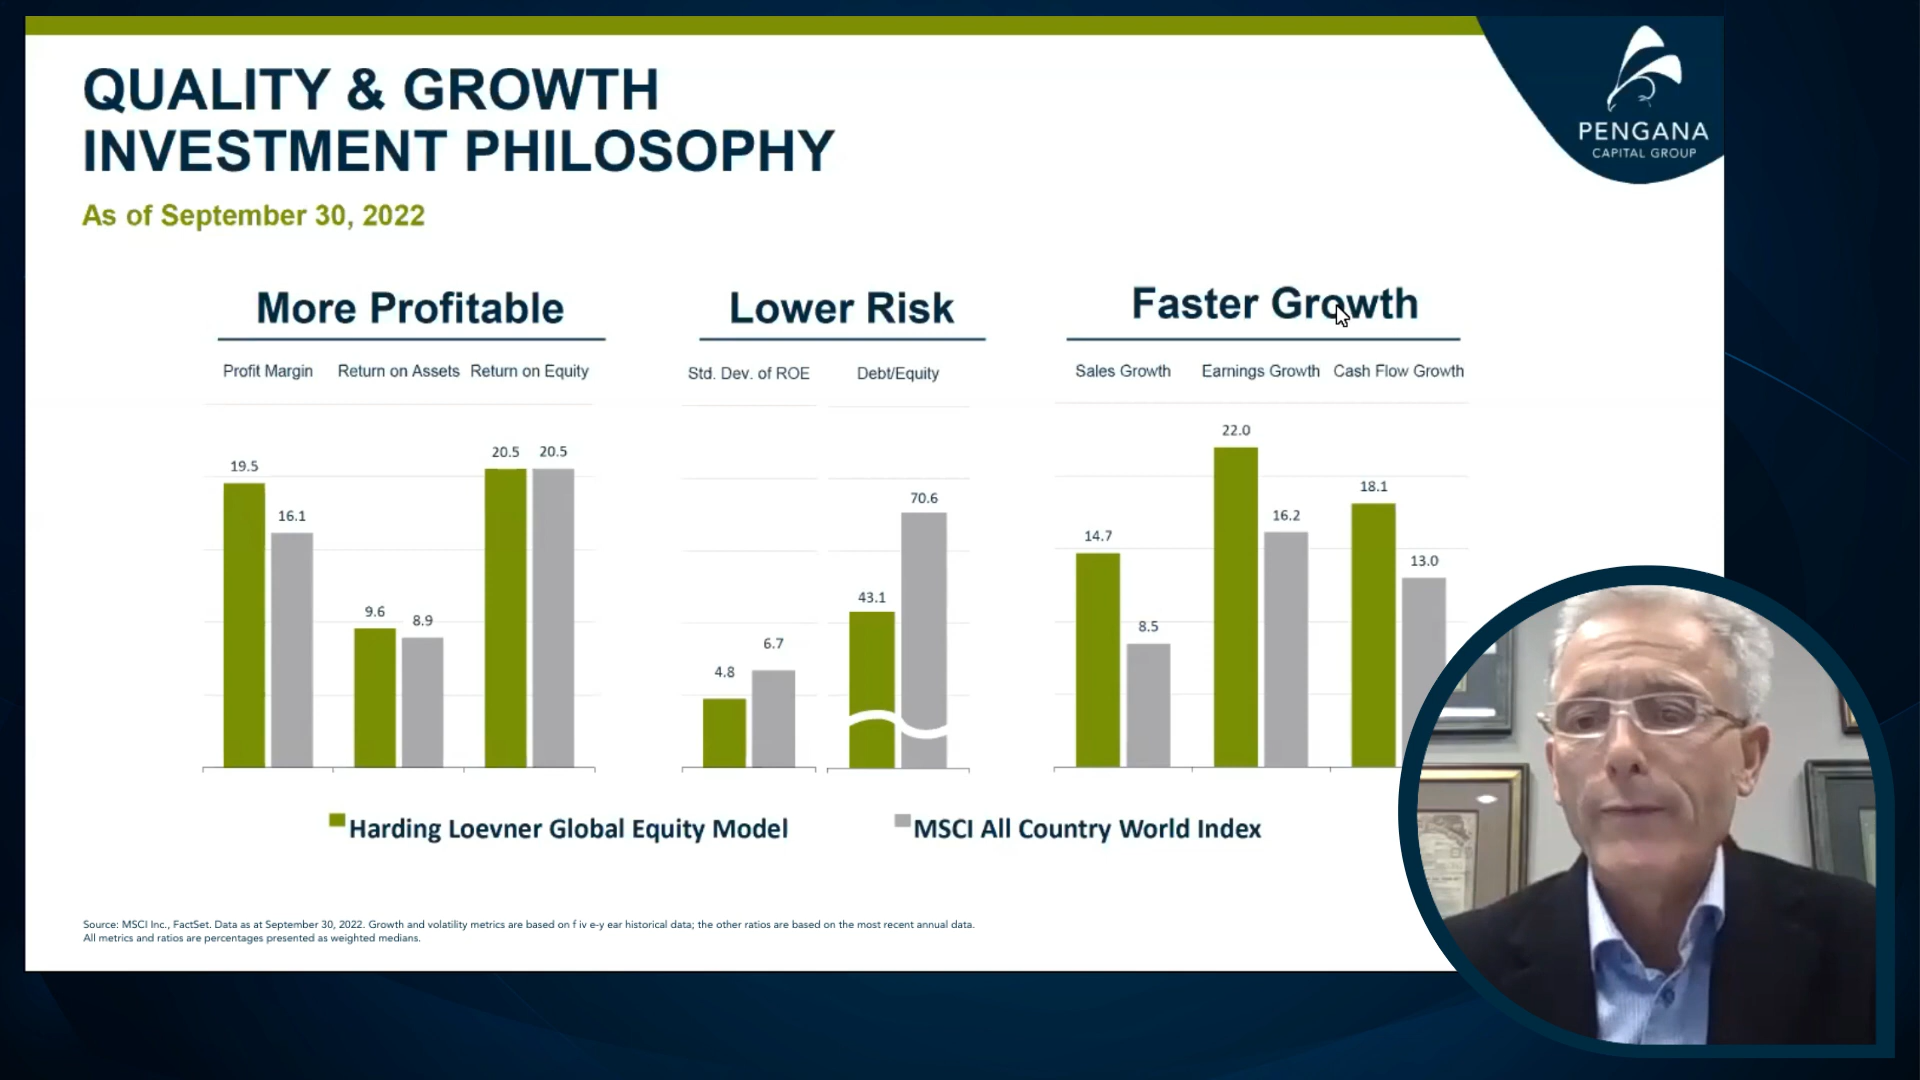 QUALITY & GROWTH
INVESTMENT PHILOSOPHY
As of September 30, 2022
PENGANA
CAPITAL GROUP
More Profitable
Profit Margin Return on Assets Return on Equity
19.5
16.1
9.6
8.9
20.5
20.5
Lower Risk
Std. Dev. of ROE Debt/Equity
4.8
6.7
43.1
70.6
Faster Growth
Sales Growth Earnings Growth Cash Flow Growth
14.7
8.5
22.0
16.2
18.1
13.0
Harding Loevner Global Equity Model
MSCI All Country World Index
Source: MSCI Inc., FactSet. Data as at September 30, 2022. Growth and volatility metrics are based on f iv e-y ear historical data; the other ratios are based on the most recent annual data.
All metrics and ratios are percentages presented as weighted medians.